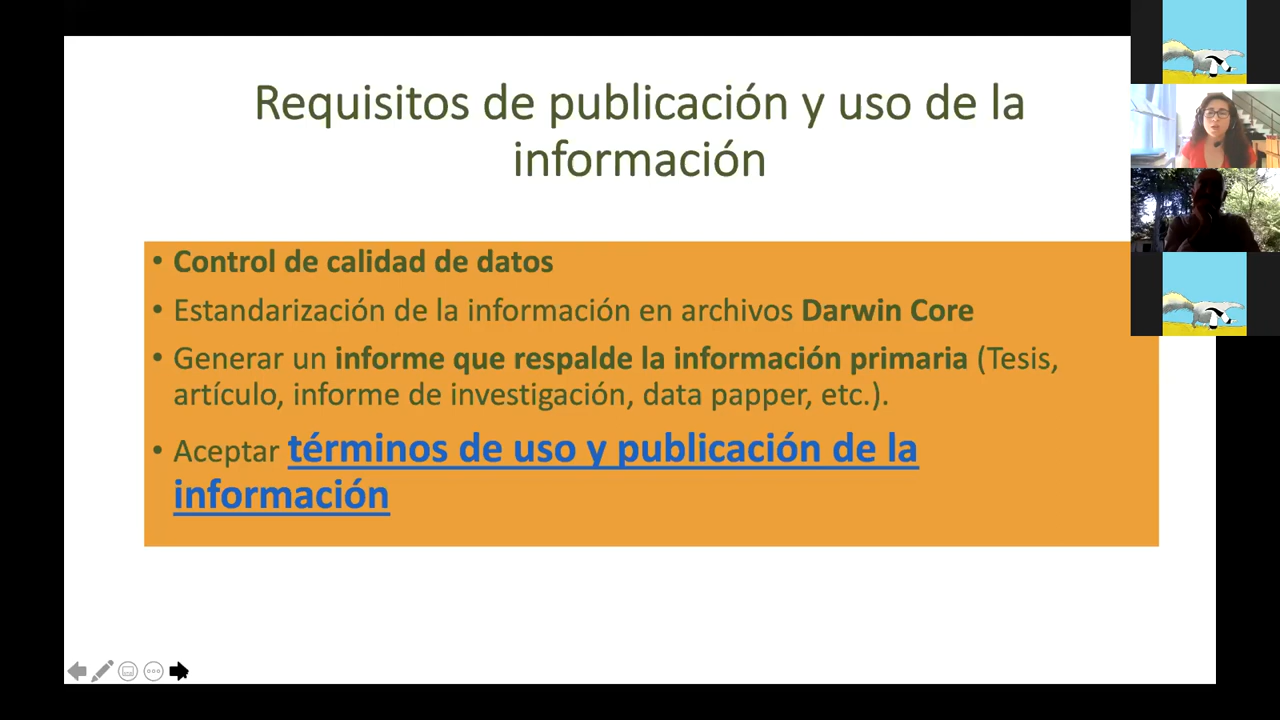 Requisitos de publicación y uso de la
información
• Control de calidad de datos
• Estandarización de la información en archivos Darwin Core
• Generar un informe que respalde la información primaria (Tesis,
artículo, informe de investigación, data papper, etc.).
• Aceptar términos de uso y publicación de la
información